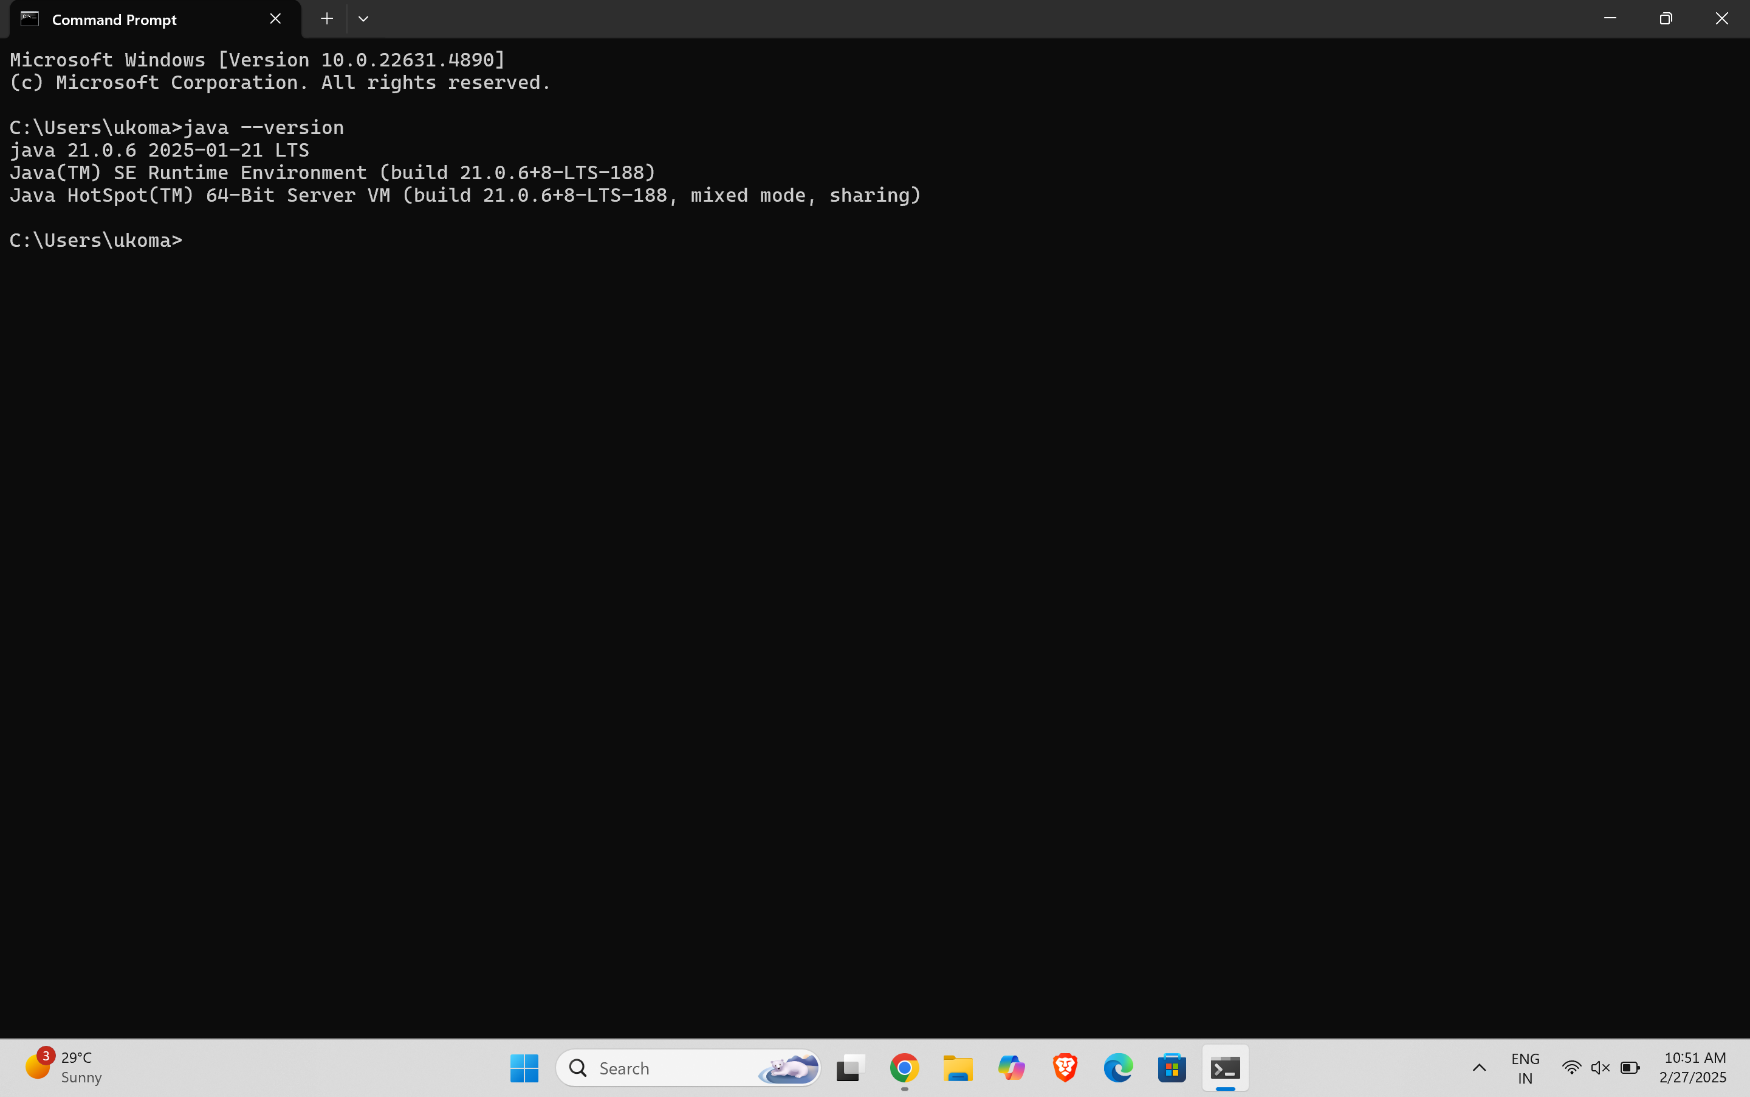 Command Prompt
Microsoft Windows [Version 10.0.22631.4890]
(c) Microsoft Corporation. All rights reserved.
C:\Users\ukoma>java --version
java 21.0.6 2025-01-21 LTS
Java(TM) SE Runtime Environment (build 21.0.6+8-LTS-188)
Java HotSpot(TM) 64-Bit Server VM (build 21.0.6+8-LTS-188, mixed mode, sharing)
C:\Users\ukoma>
3
29°C
Sunny
Search
ENG
IN
10:51 AM
2/27/2025